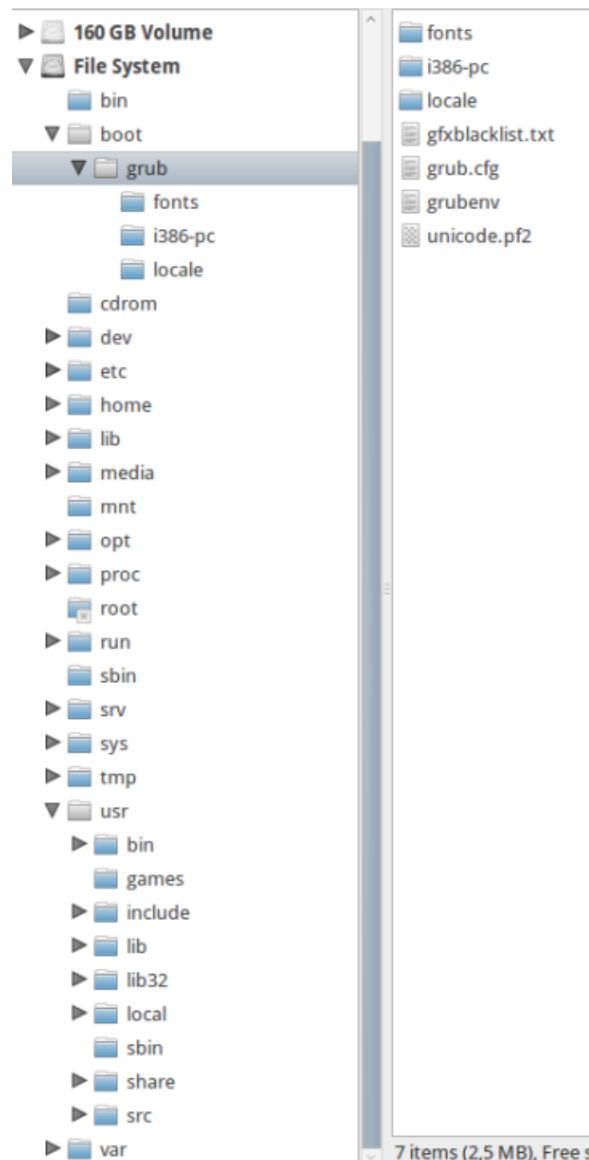 160 GB Volume
File System
bin
boot
grub
fonts
i386-pc
locale
cdrom
dev
etc
home
lib
media
mnt
opt
proc
root
run
sbin
srv
sys
tmp
usr
bin
games
include
lib
lib32
local
sbin
share
src
var
fonts
i386-pc
locale
gfxblacklist.txt
grub.cfg
grubenv
unicode.pf2
7 items (2,5 MB), Free s